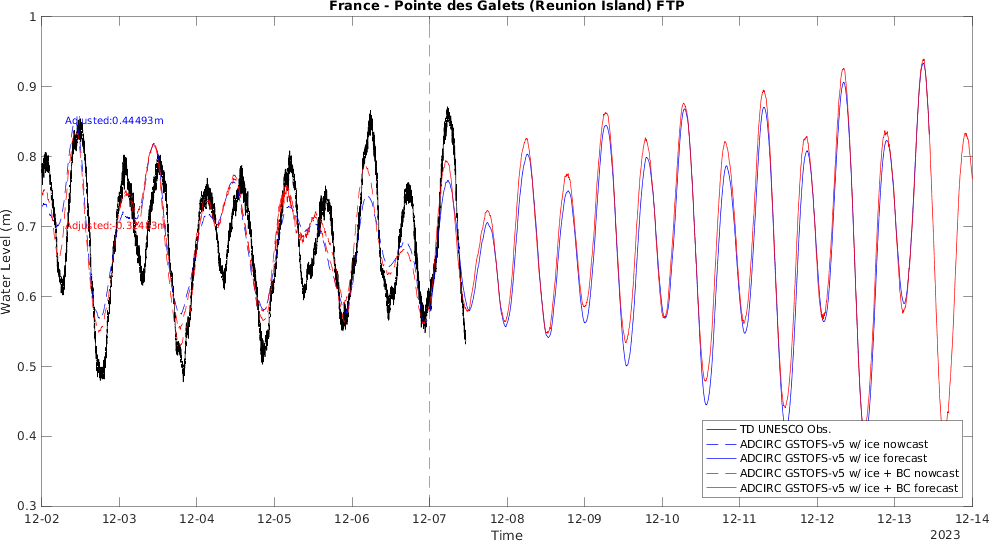 France - Pointe des Galets (Reunion Island) FTP
1
0.9
0.8
0.7
0.6
0.5
0.4
0.3
Water Level (m)
Adjusted:0.44493m
TD UNESCO Obs.
ADCIRC GSTOFS-v5 w/ ice nowcast
ADCIRC GSTOFS-v5 w/ ice forecast
ADCIRC GSTOFS-v5 w/ ice + BC nowcast
ADCIRC GSTOFS-v5 w/ ice + BC forecast
12-02 12-03 12-04 12-05 12-06 12-07 12-08 12-09 12-10 12-11 12-12 12-13 12-14
Time
2023